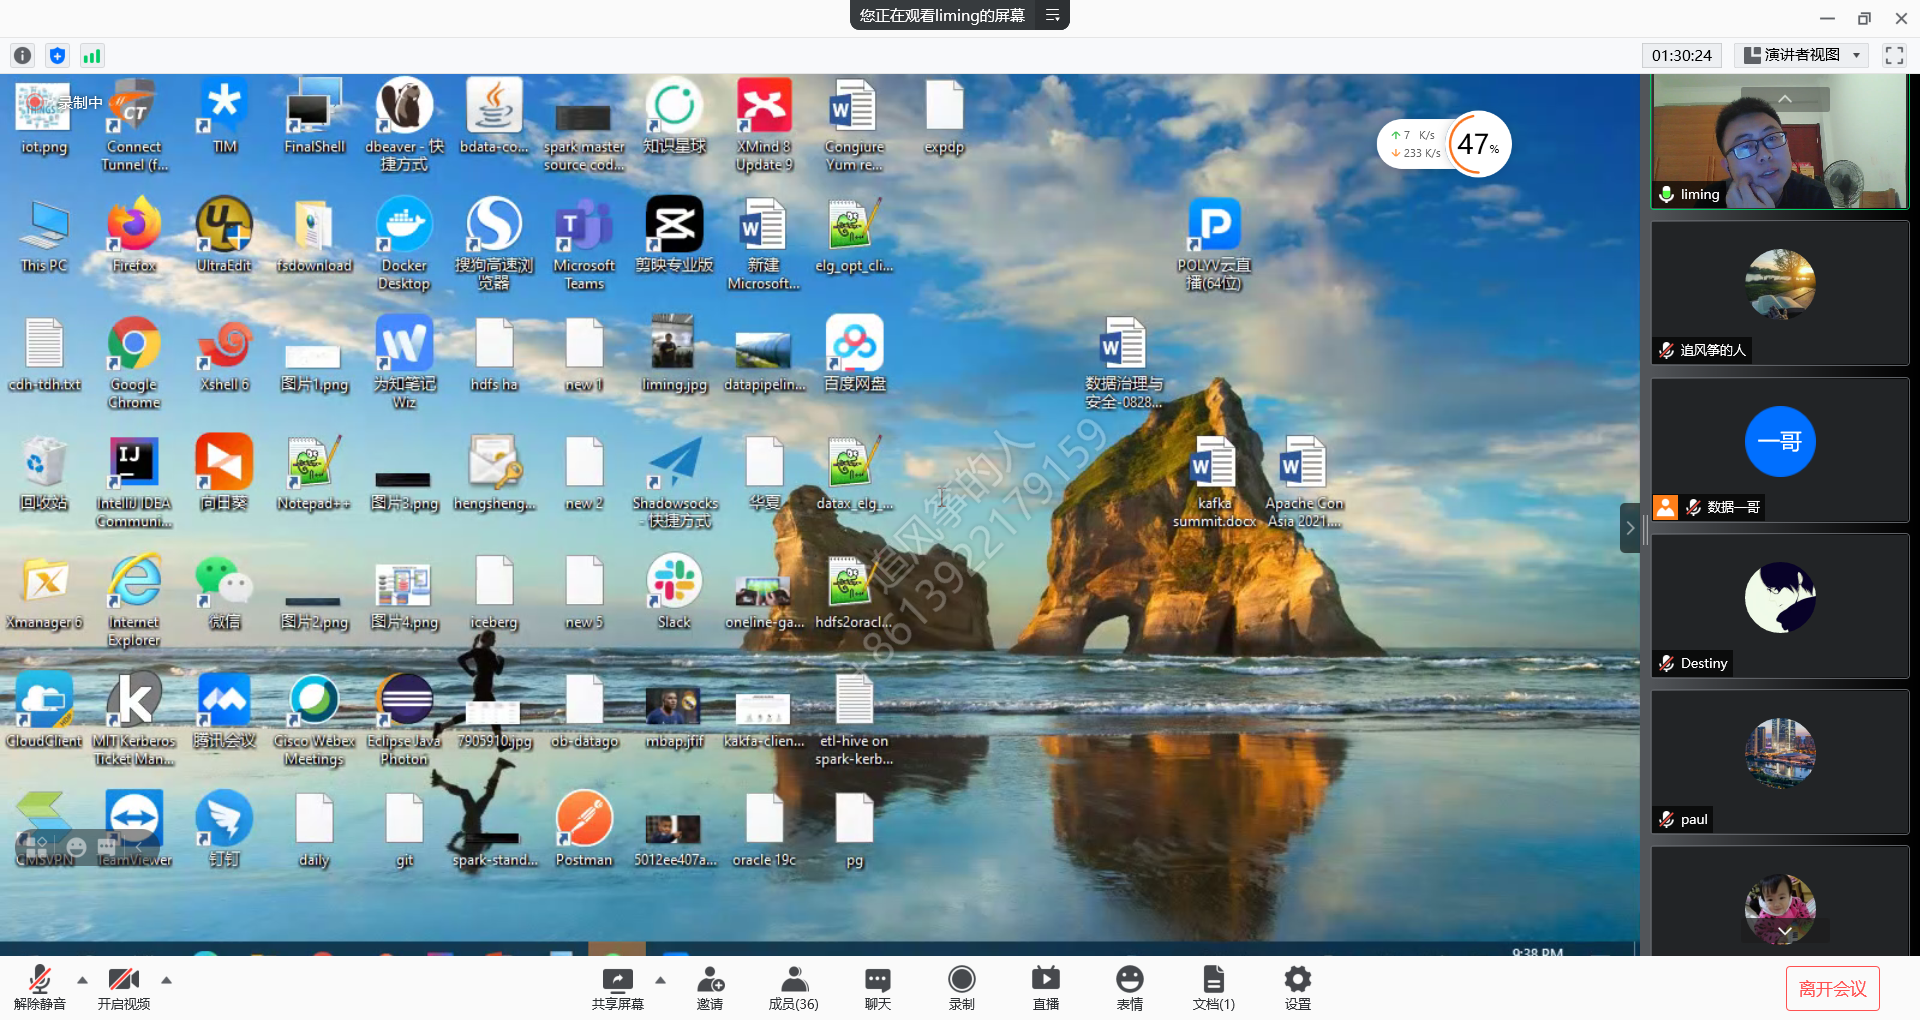 您正在观看liming的屏幕
01:30:24
演讲者视图
录制中
iot.png
Connect
Tunnel (f...
TIM
FinalShell
dbeaver - 快
捷方式
bdata-co...
spark master
source cod...
知识星球
XMind 8
Update 9
Congiure
Yum re...
expdp
7 K/s
233 K/s
47%
This PC
Firefox
UltraEdit
fsdownload
Docker
Desktop
搜狗高速浏
览器
Microsoft
Teams
剪映专业版
新建
Microsoft...
elg_opt_cli...
POLYV云直
播(64位)
cdh-tdh.txt
Google
Chrome
Xshell 6
图片1.png
为知笔记
Wiz
hdfs ha
new 1
liming.jpg
datapipelin...
百度网盘
数据治理与
安全-0828...
回收站
IntelliJ IDEA
Communi...
向日葵
Notepad++
图片3.png
hengsheng...
new 2
Shadowsocks
- 快捷方式
华夏
datax_elg_...
kafka
summit.docx
Apache Con
Asia 2021....
Xmanager 6
Internet
Explorer
微信
图片2.png
图片4.png
iceberg
new 5
Slack
oneline-ga...
hdfs2oracl...
追风筝的人
+8613922179159
CloudClient
MIT Kerberos
Ticket Man...
腾讯会议
Cisco Webex
Meetings
Eclipse Java
Photon
7905910.jpg
ob-datago
mbap.jfif
kakfa-clien...
etl-hive on
spark-kerb...
CMSVPN
TeamViewer
钉钉
daily
git
spark-stand...
Postman
5012ee407a...
oracle 19c
pg
9:38 PM
liming
追风筝的人
一哥
数据一哥
Destiny
paul
解除静音
开启视频
共享屏幕
邀请
成员(36)
聊天
录制
直播
表情
文档(1)
设置
离开会议